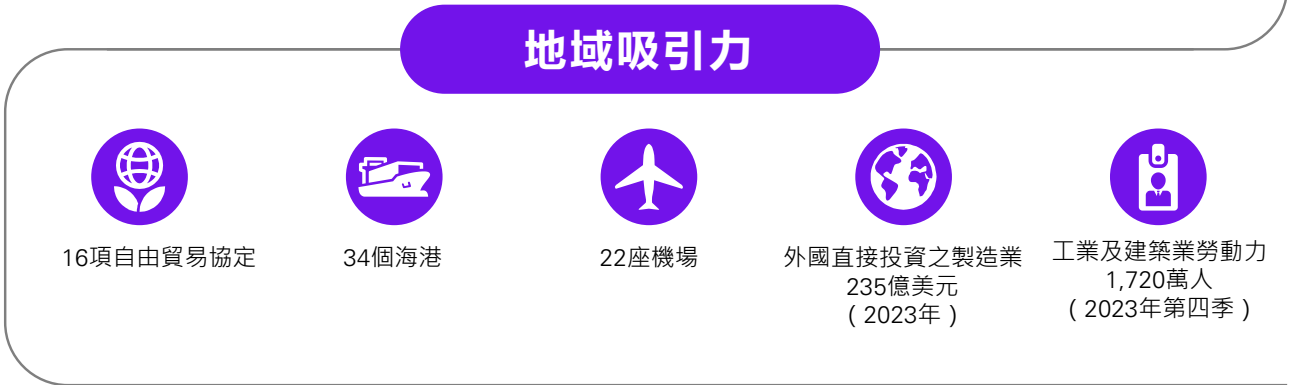 地域吸引力
16項自由貿易協定
34個海港
22座機場
外國直接投資之製造業
235億美元
( 2023年 )
工業及建築業勞動力
1,720萬人
( 2023年第四季 )